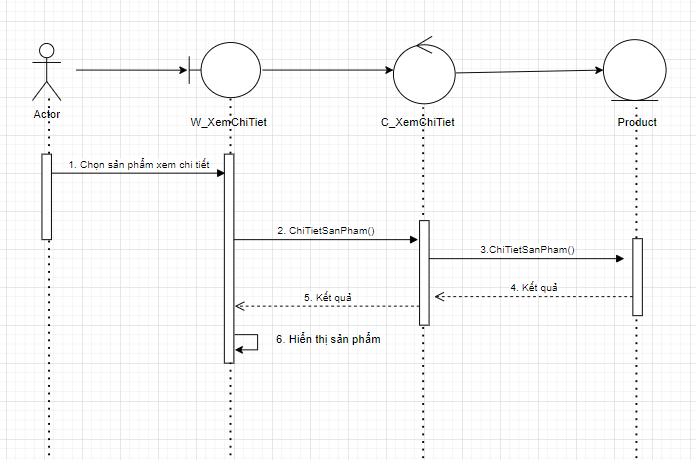 Actor
W_XemChiTiet
C_XemChiTiet
Product
1. Chọn sản phẩm xem chi tiết
2. ChiTietSanPham()
3.ChiTietSanPham()
4. Kết quả
5. Kết quả
6. Hiển thị sản phẩm